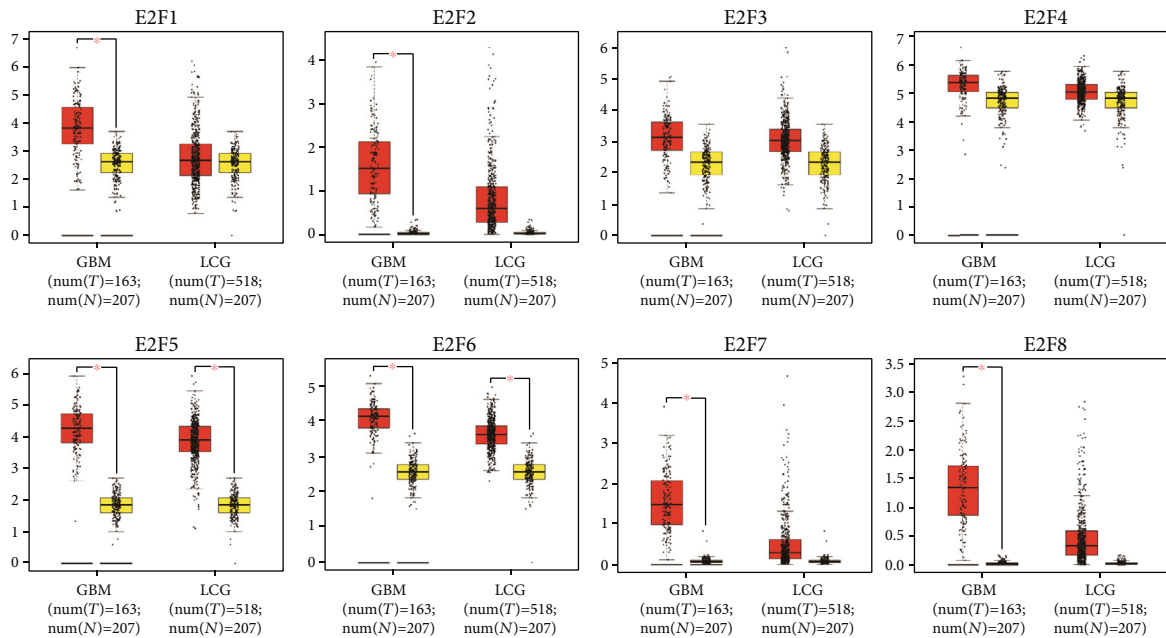 E2F1
E2F2
E2F3
E2F4
7
6
5
4
3
2
1
0
*
GBM
(num(T)=163;
num(N)=207)
LCG
(num(T)=518;
num(N)=207)
4
3
2
1
0
*
GBM
(num(T)=163;
num(N)=207)
LCG
(num(T)=518;
num(N)=207)
6
5
4
3
2
1
0
GBM
(num(T)=163;
num(N)=207)
LCG
(num(T)=518;
num(N)=207)
7
6
5
4
3
2
1
0
GBM
(num(T)=163;
num(N)=207)
LCG
(num(T)=518;
num(N)=207)
E2F5
E2F6
E2F7
E2F8
6
5
4
3
2
1
0
*
*
GBM
(num(T)=163;
num(N)=207)
LCG
(num(T)=518;
num(N)=207)
5
4
3
2
1
0
*
*
GBM
(num(T)=163;
num(N)=207)
LCG
(num(T)=518;
num(N)=207)
5
4
3
2
1
0
*
GBM
(num(T)=163;
num(N)=207)
LCG
(num(T)=518;
num(N)=207)
3.5
3.0
2.5
2.0
1.5
1.0
0.5
0.0
*
GBM
(num(T)=163;
num(N)=207)
LCG
(num(T)=518;
num(N)=207)